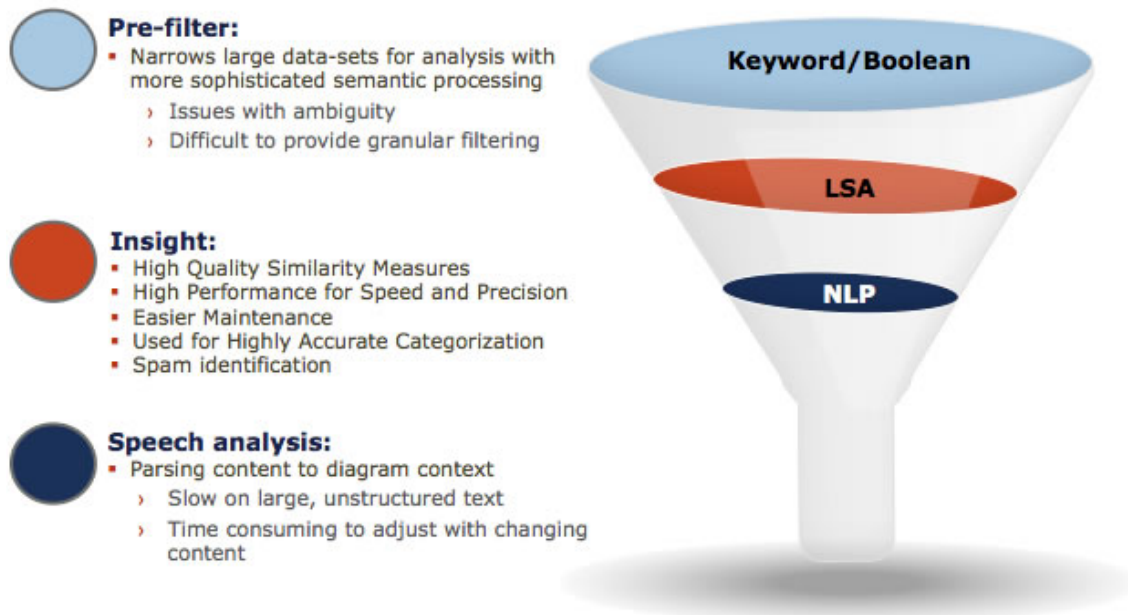 Pre-filter:
▪ Narrows large data-sets for analysis with
more sophisticated semantic processing
› Issues with ambiguity
› Difficult to provide granular filtering
Insight:
▪ High Quality Similarity Measures
▪ High Performance for Speed and Precision
▪ Easier Maintenance
▪ Used for Highly Accurate Categorization
▪ Spam identification
Speech analysis:
▪ Parsing content to diagram context
› Slow on large, unstructured text
› Time consuming to adjust with changing
content
Keyword/Boolean
LSA
NLP